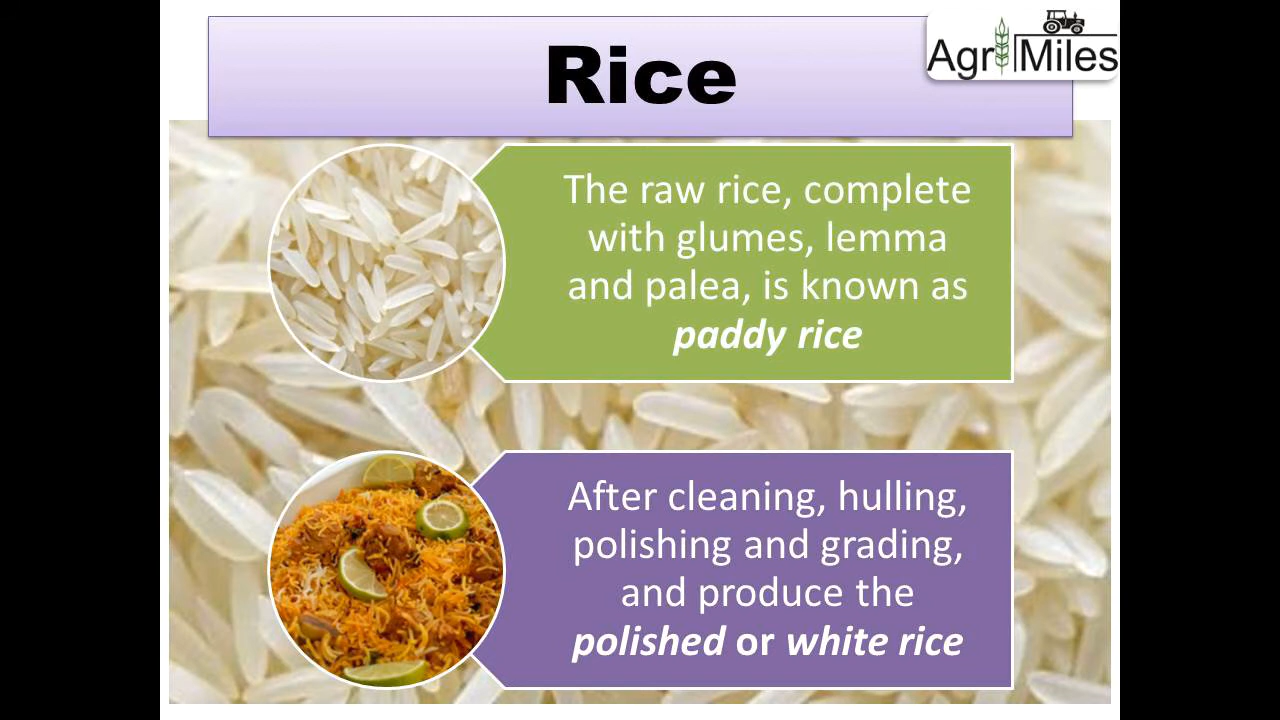 Rice
AgriMiles
The raw rice, complete
with glumes, lemma
and palea, is known as
paddy rice
After cleaning, hulling,
polishing and grading,
and produce the
polished or white rice